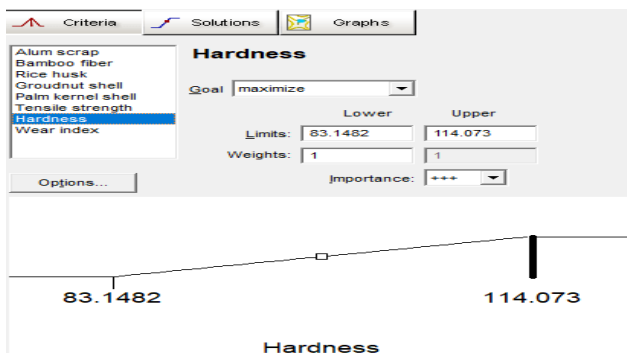 Criteria Solutions Graphs
Alum scrap
Bamboo fiber
Rice husk
Groudnut shell
Palm kernel shell
Tensile strength
Hardness
Wear index
Options...
Hardness
Goal maximize
Lower Upper
Limits: 83.1482 114.073
Weights: 1 1
Importance: +++
83.1482 114.073
Hardness